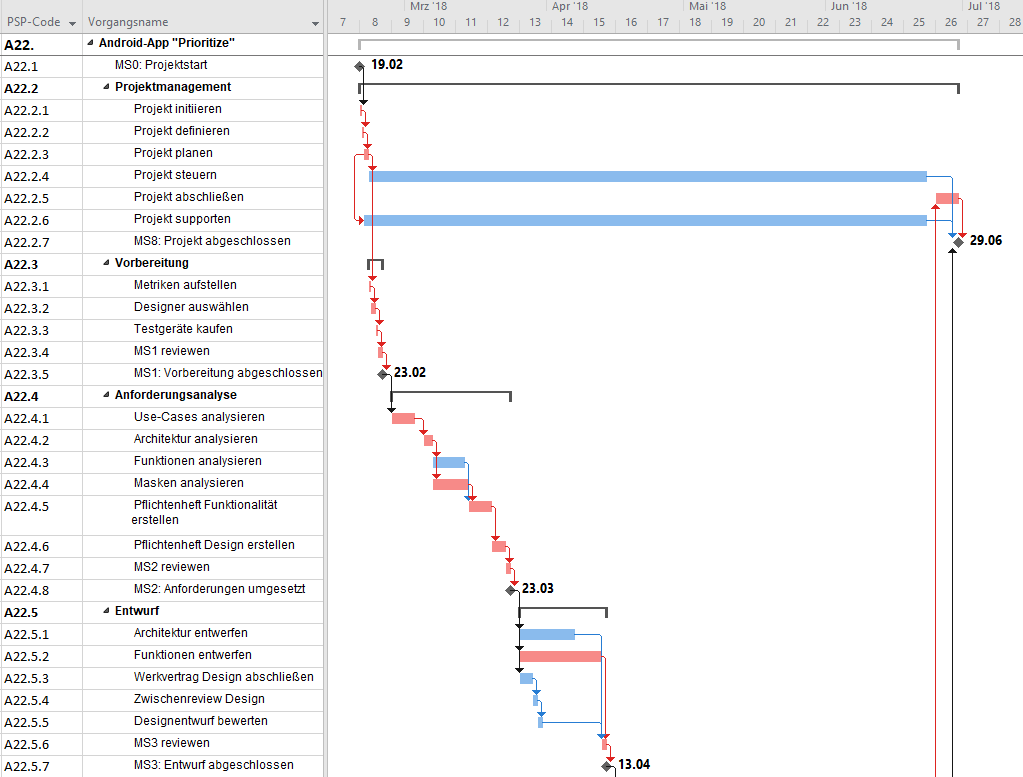 Mrz '18 Apr '18 Mai '18 Jun '18 Jul '18
PSP-Code Vorgangsname 7 8 9 10 11 12 13 14 15 16 17 18 19 20 21 22 23 24 25 26 27 28
A22. Android-App "Prioritize"
A22.1 MS0: Projektstart 19.02
A22.2 Projektmanagement
A22.2.1 Projekt initiieren
A22.2.2 Projekt definieren
A22.2.3 Projekt planen
A22.2.4 Projekt steuern
A22.2.5 Projekt abschließen
A22.2.6 Projekt supporten
A22.2.7 MS8: Projekt abgeschlossen 29.06
A22.3 Vorbereitung
A22.3.1 Metriken aufstellen
A22.3.2 Designer auswählen
A22.3.3 Testgeräte kaufen
A22.3.4 MS1 reviewen
A22.3.5 MS1: Vorbereitung abgeschlossen 23.02
A22.4 Anforderungsanalyse
A22.4.1 Use-Cases analysieren
A22.4.2 Architektur analysieren
A22.4.3 Funktionen analysieren
A22.4.4 Masken analysieren
A22.4.5 Pflichtenheft Funktionalität
erstellen
A22.4.6 Pflichtenheft Design erstellen
A22.4.7 MS2 reviewen
A22.4.8 MS2: Anforderungen umgesetzt 23.03
A22.5 Entwurf
A22.5.1 Architektur entwerfen
A22.5.2 Funktionen entwerfen
A22.5.3 Werkvertrag Design abschließen
A22.5.4 Zwischenreview Design
A22.5.5 Designentwurf bewerten
A22.5.6 MS3 reviewen
A22.5.7 MS3: Entwurf abgeschlossen 13.04